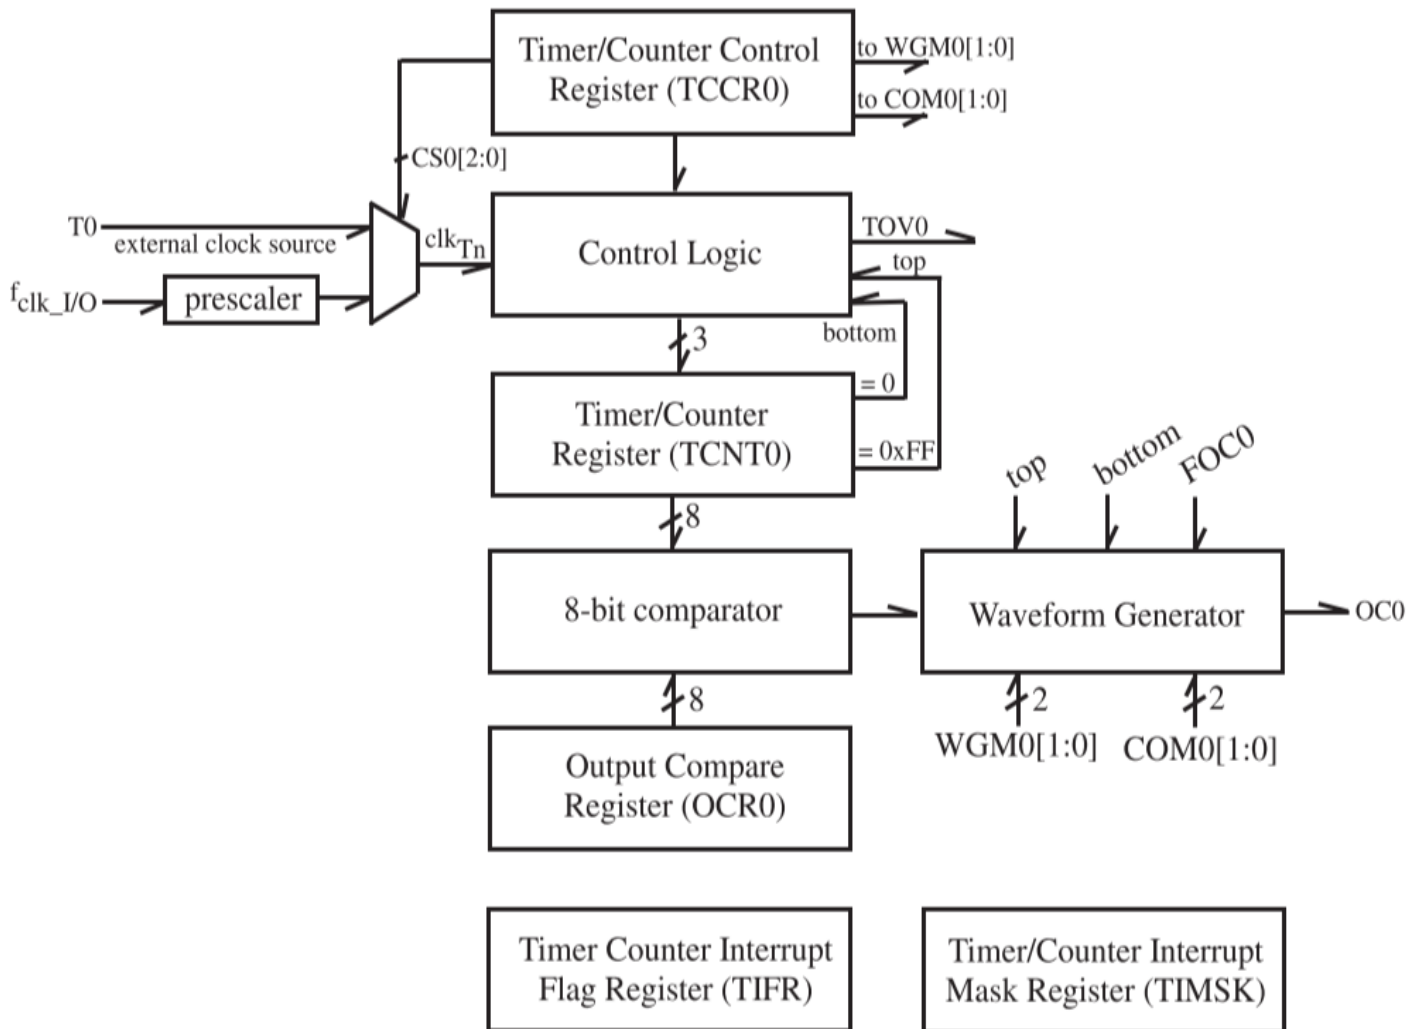 Timer/Counter Control
Register (TCCR0)
to WGM0[1:0]
to COM0[1:0]
CS0[2:0]
T0
external clock source
clkTn
fclk_I/O
prescaler
Control Logic
TOV0
top
bottom
3
= 0
Timer/Counter
Register (TCNT0)
= 0xFF
8
top
bottom
FOC0
8-bit comparator
Waveform Generator
OC0
8
2
2
WGM0[1:0]
COM0[1:0]
Output Compare
Register (OCR0)
Timer Counter Interrupt
Flag Register (TIFR)
Timer/Counter Interrupt
Mask Register (TIMSK)